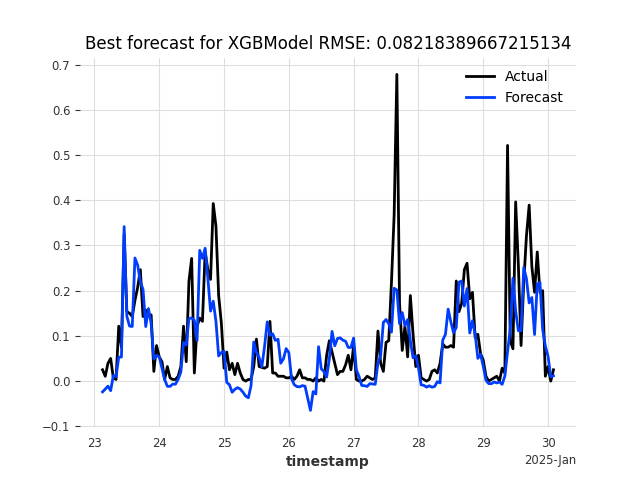 Best forecast for XGBModel RMSE: 0.08218389667215134
Actual
Forecast
0.7
0.6
0.5
0.4
0.3
0.2
0.1
0.0
−0.1
23 24 25 26 27 28 29 30
timestamp
2025-Jan